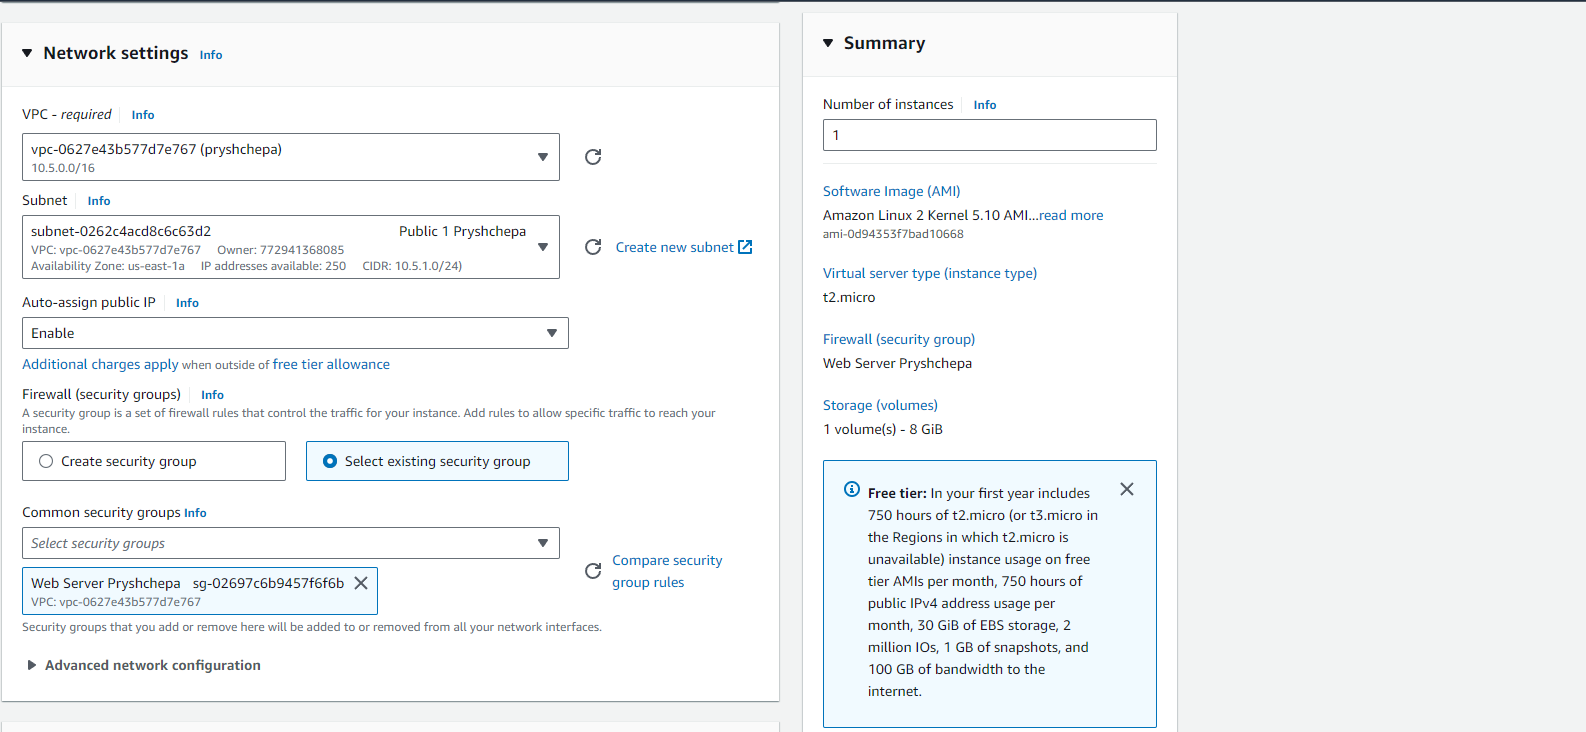 Network settings Info
VPC - required Info
vpc-0627e43b577d7e767 (pryshchepa)
10.5.0.0/16
Subnet Info
subnet-0262c4acd8c6c63d2 Public 1 Pryshchepa
VPC: vpc-0627e43b577d7e767 Owner: 772941368085
Availability Zone: us-east-1a IP addresses available: 250 CIDR: 10.5.1.0/24)
Create new subnet
Auto-assign public IP Info
Enable
Additional charges apply when outside of free tier allowance
Firewall (security groups) Info
A security group is a set of firewall rules that control the traffic for your instance. Add rules to allow specific traffic to reach your
instance.
Create security group
Select existing security group
Common security groups Info
Select security groups
Web Server Pryshchepa sg-02697c6b9457f6f6b
VPC: vpc-0627e43b577d7e767
Compare security
group rules
Security groups that you add or remove here will be added to or removed from all your network interfaces.
Advanced network configuration
Summary
Number of instances Info
1
Software Image (AMI)
Amazon Linux 2 Kernel 5.10 AMI...read more
ami-0d94353f7bad10668
Virtual server type (instance type)
t2.micro
Firewall (security group)
Web Server Pryshchepa
Storage (volumes)
1 volume(s) - 8 GiB
Free tier: In your first year includes
750 hours of t2.micro (or t3.micro in
the Regions in which t2.micro is
unavailable) instance usage on free
tier AMIs per month, 750 hours of
public IPv4 address usage per
month, 30 GiB of EBS storage, 2
million IOs, 1 GB of snapshots, and
100 GB of bandwidth to the
internet.